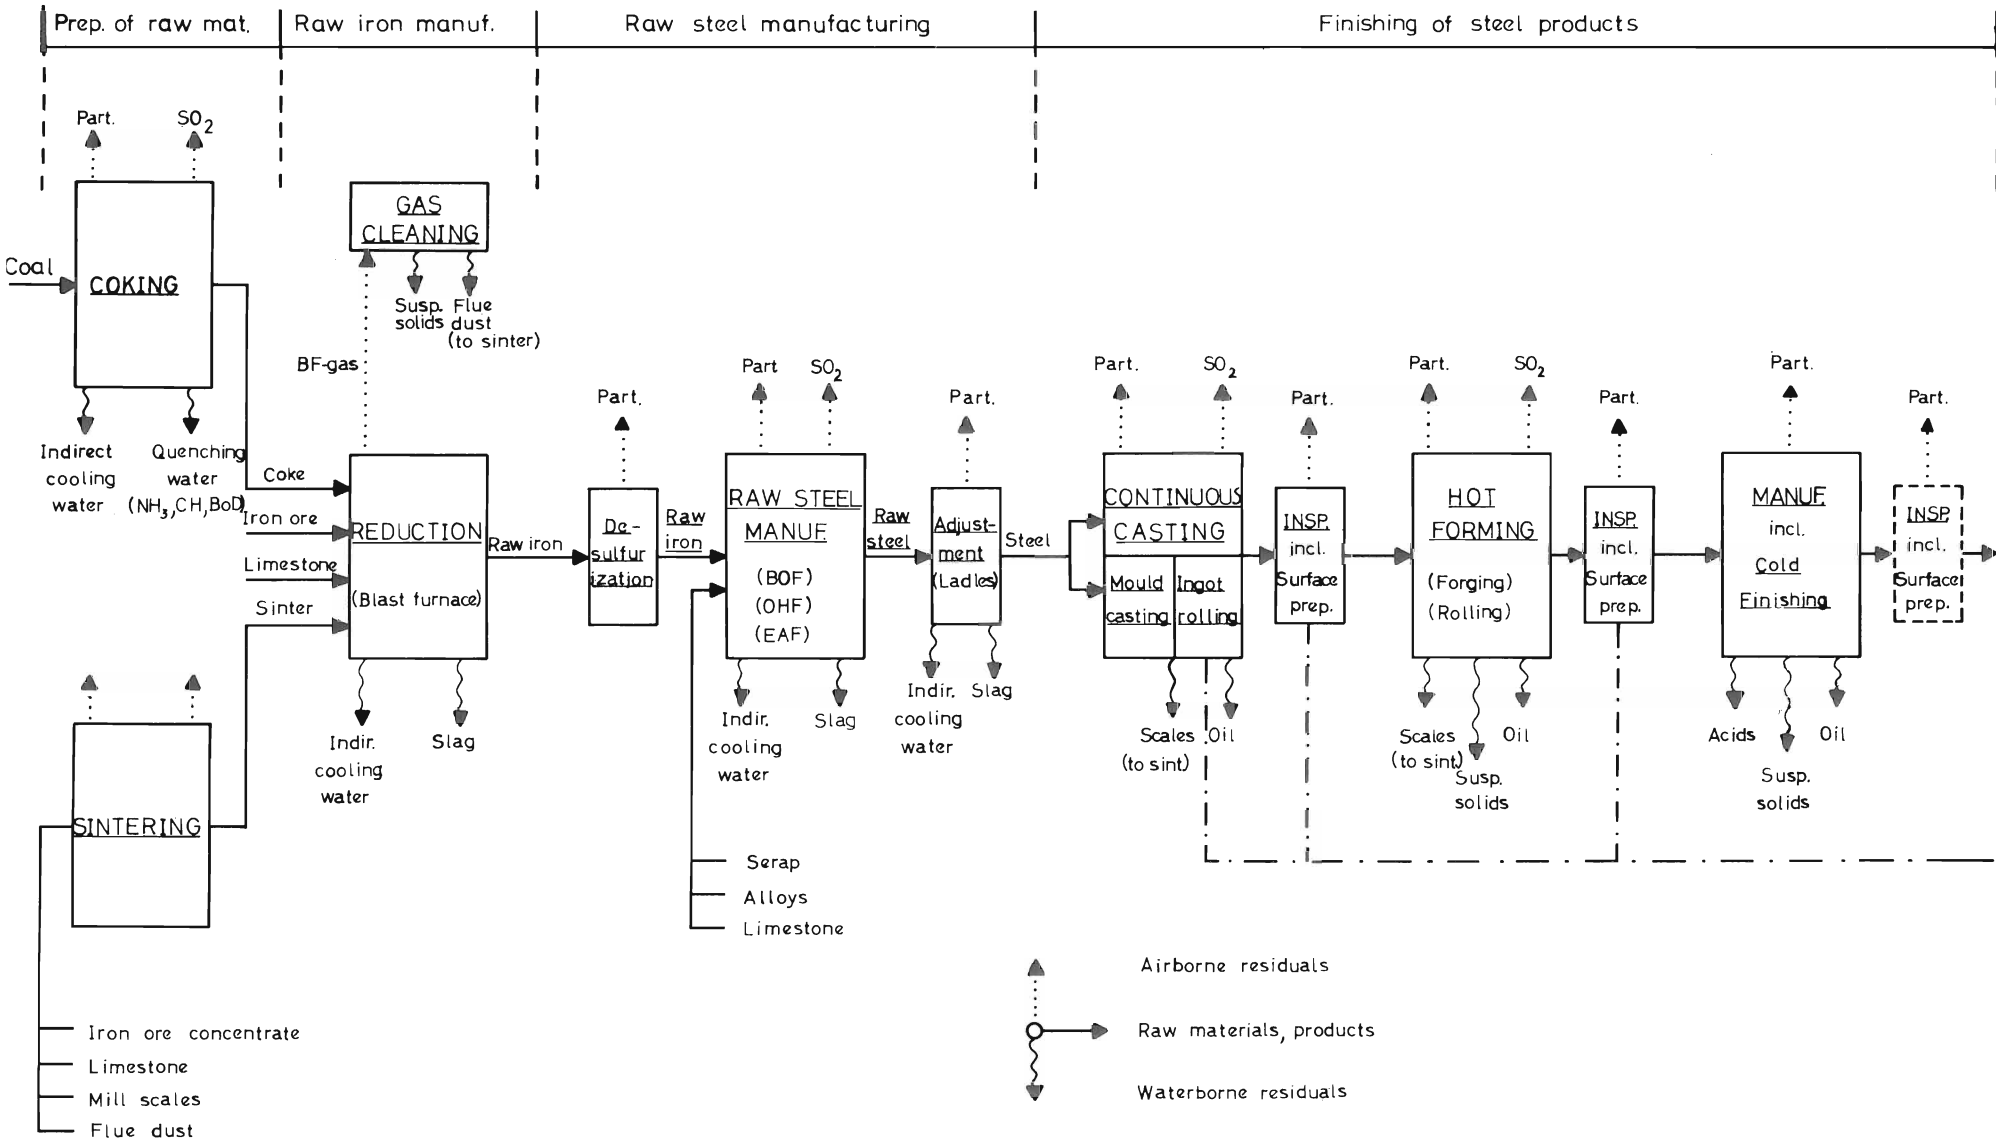 Prep. of raw mat.
Raw iron manuf.
Raw steel manufacturing
Finishing of steel products
Part.
SO2
Coal
COKING
Indirect
cooling
water
Quenching
water
(NH3,CH,BoD)
GAS
CLEANING
Susp.
solids
Flue
dust
(to sinter)
BF-gas
Coke
Iron ore
Limestone
Sinter
REDUCTION
(Blast furnace)
Indir.
cooling
water
Slag
SINTERING
Iron ore concentrate
Limestone
Mill scales
Flue dust
Raw iron
Part.
De-
sulfur
ization
Raw
iron
Part
SO2
RAW STEEL
MANUF.
(BOF)
(OHF)
(EAF)
Indir.
cooling
water
Slag
Serap
Alloys
Limestone
Raw
steel
Part.
Adjust-
ment
(Ladles)
Indir.
cooling
water
Slag
Steel
Part.
SO2
CONTINUOUS
CASTING
Mould
casting
Ingot
rolling
Scales
(to sint)
Oil
Part.
INSP.
incl.
Surface
prep.
Part.
SO2
HOT
FORMING
(Forging)
(Rolling)
Scales
(to sint)
Susp.
solids
Oil
Part.
INSP.
incl.
Surface
prep.
Part.
MANUF.
incl.
Cold
Finishing
Acids
Susp.
solids
Oil
Part.
INSP.
incl.
Surface
prep.
Airborne residuals
Raw materials, products
Waterborne residuals